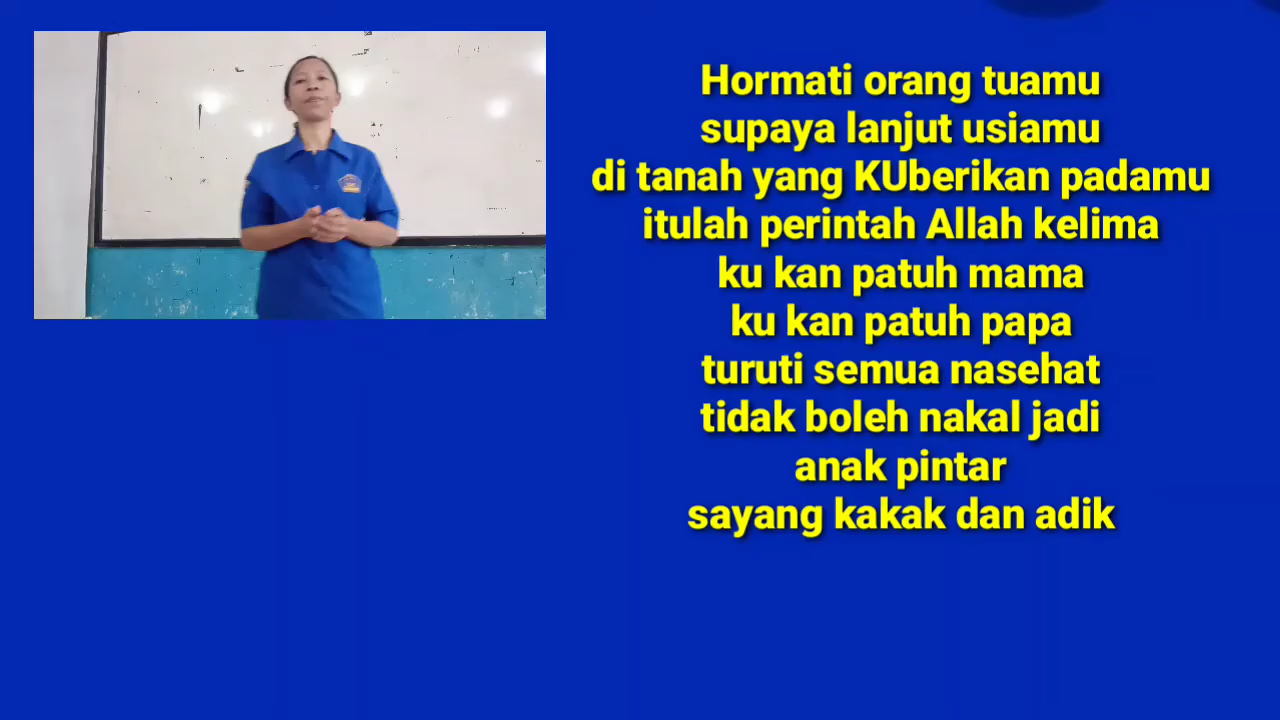 Hormati orang tuamu
supaya lanjut usiamu
di tanah yang KUberikan padamu
itulah perintah Allah kelima
ku kan patuh mama
ku kan patuh papa
turuti semua nasehat
tidak boleh nakal jadi
anak pintar
sayang kakak dan adik